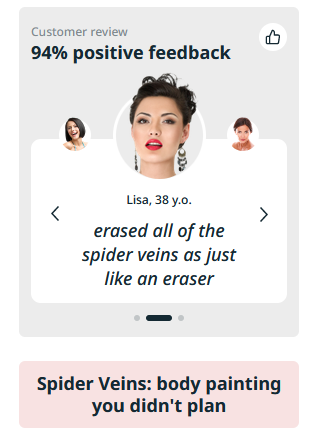 Customer review
94% positive feedback
Lisa, 38 y.o.
erased all of the
spider veins as just
like an eraser
Spider Veins: body painting
you didn't plan